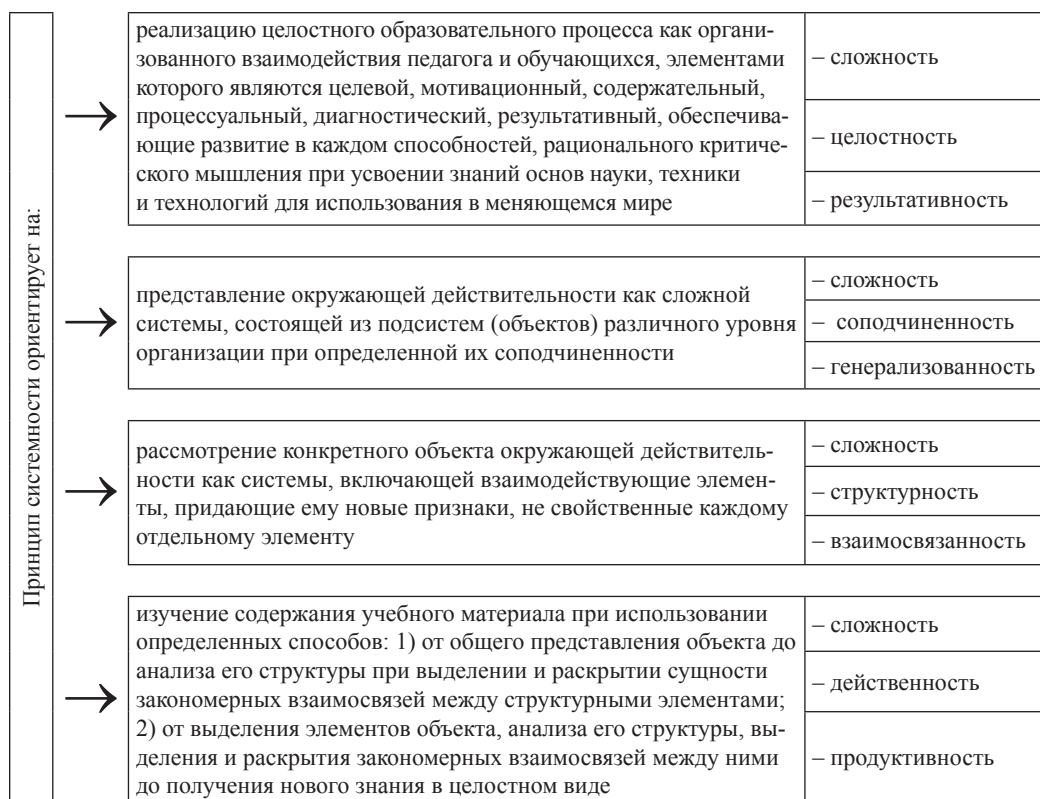 Принцип системности ориентирует на:
реализацию целостного образовательного процесса как органи-
зованного взаимодействия педагога и обучающихся, элементами
которого являются целевой, мотивационный, содержательный,
процессуальный, диагностический, результативный, обеспечива-
ющие развитие в каждом способностей, рационального критиче-
ского мышления при усвоении знаний основ науки, техники
и технологий для использования в меняющемся мире
– сложность
– целостность
– результативность
представление окружающей действительности как сложной
системы, состоящей из подсистем (объектов) различного уровня
организации при определенной их соподчиненности
– сложность
– соподчиненность
– генерализованность
рассмотрение конкретного объекта окружающей действитель-
ности как системы, включающей взаимодействующие элемен-
ты, придающие ему новые признаки, не свойственные каждому
отдельному элементу
– сложность
– структурность
– взаимосвязанность
изучение содержания учебного материала при использовании
определенных способов: 1) от общего представления объекта до
анализа его структуры при выделении и раскрытии сущности
закономерных взаимосвязей между структурными элементами;
2) от выделения элементов объекта, анализа его структуры, вы-
деления и раскрытия закономерных взаимосвязей между ними
до получения нового знания в целостном виде
– сложность
– действенность
– продуктивность